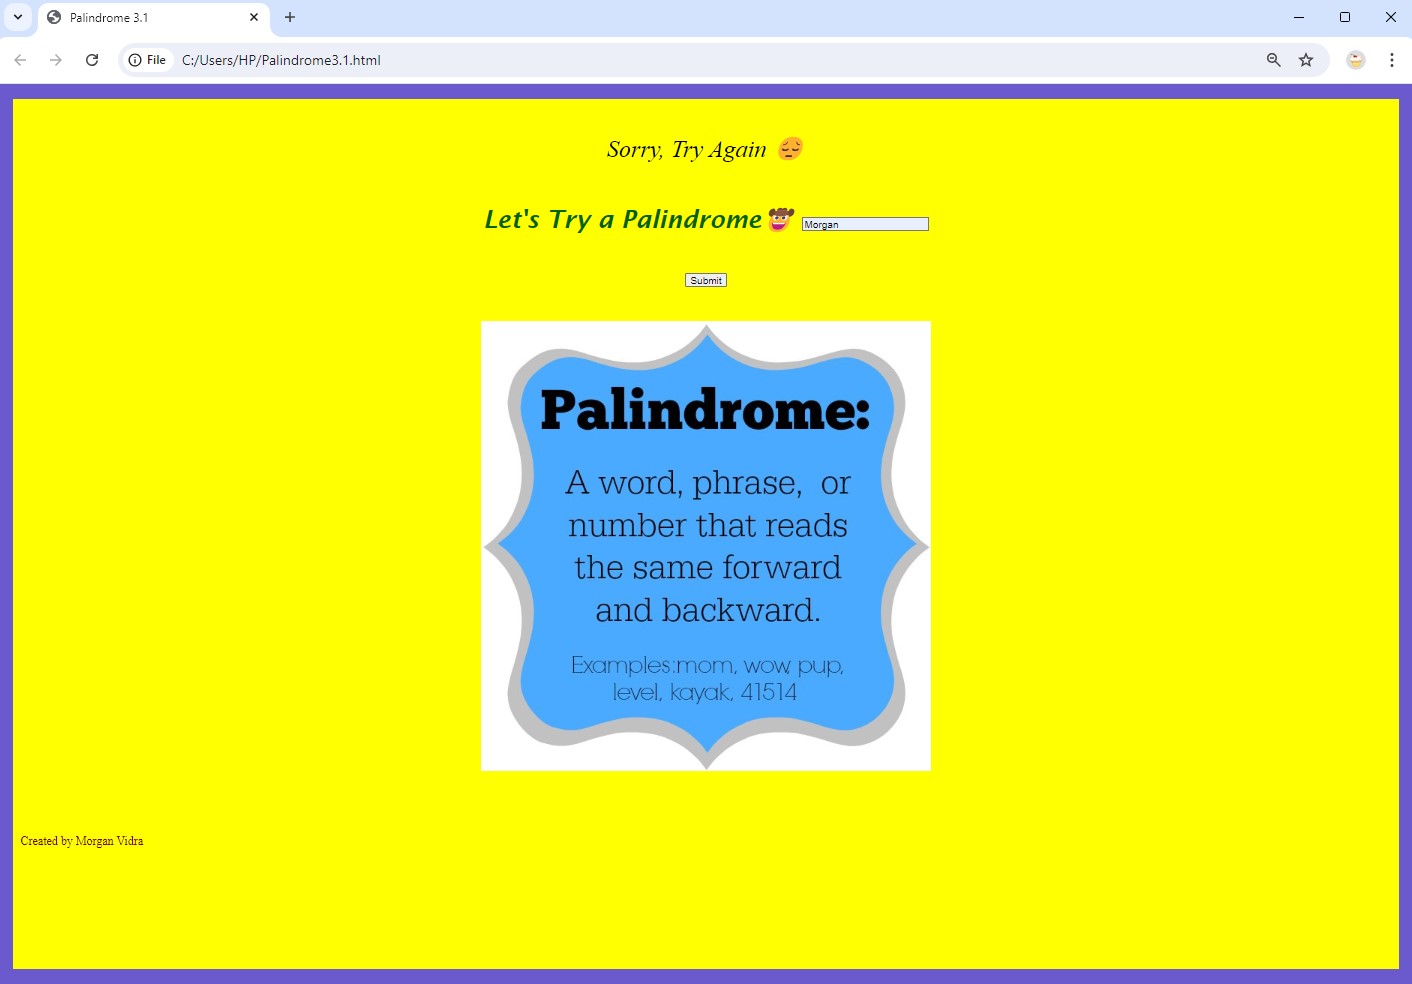 Palindrome 3.1
File
C:/Users/HP/Palindrome3.1.html
Sorry, Try Again 😔
Let's Try a Palindrome🤠
Morgan
Submit
Palindrome:
A word, phrase, or
number that reads
the same forward
and backward.
Examples:mom, wow, pup,
level, kayak, 41514
Created by Morgan Vidra